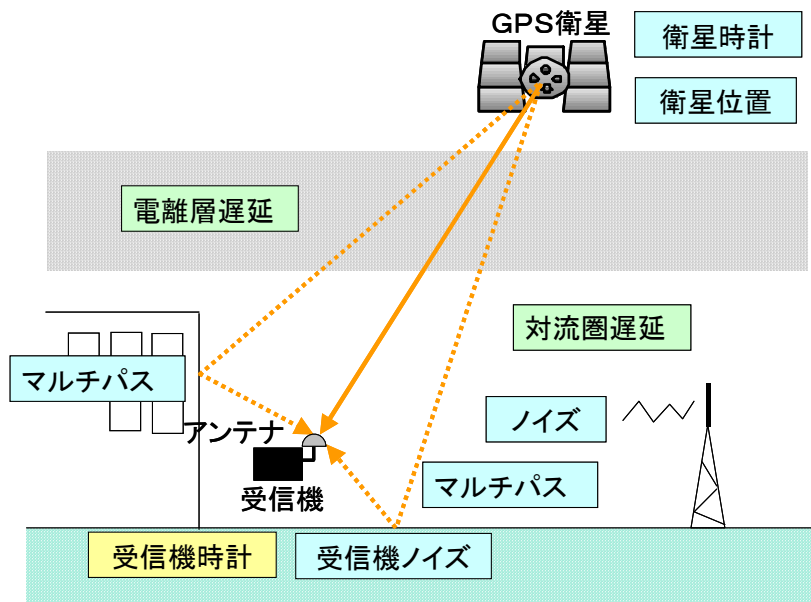 GPS衛星
衛星時計
衛星位置
電離層遅延
対流圏遅延
マルチパス
アンテナ
ノイズ
受信機
マルチパス
受信機時計
受信機ノイズ